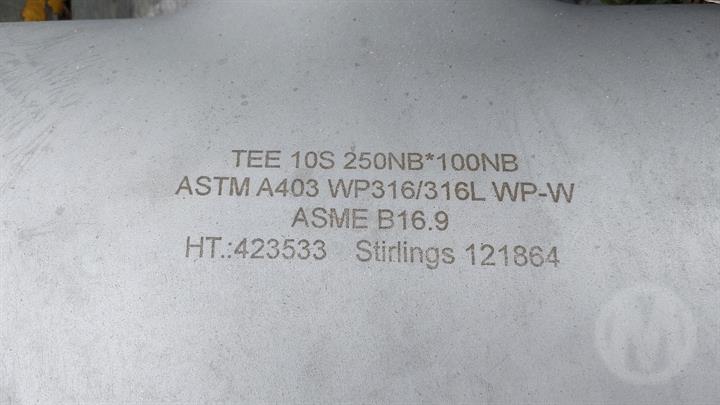 TEE 10S 250NB*100NB
ASTM A403 WP316/316L WP-W
ASME B16.9
HT.:423533 Stirlings 121864
M